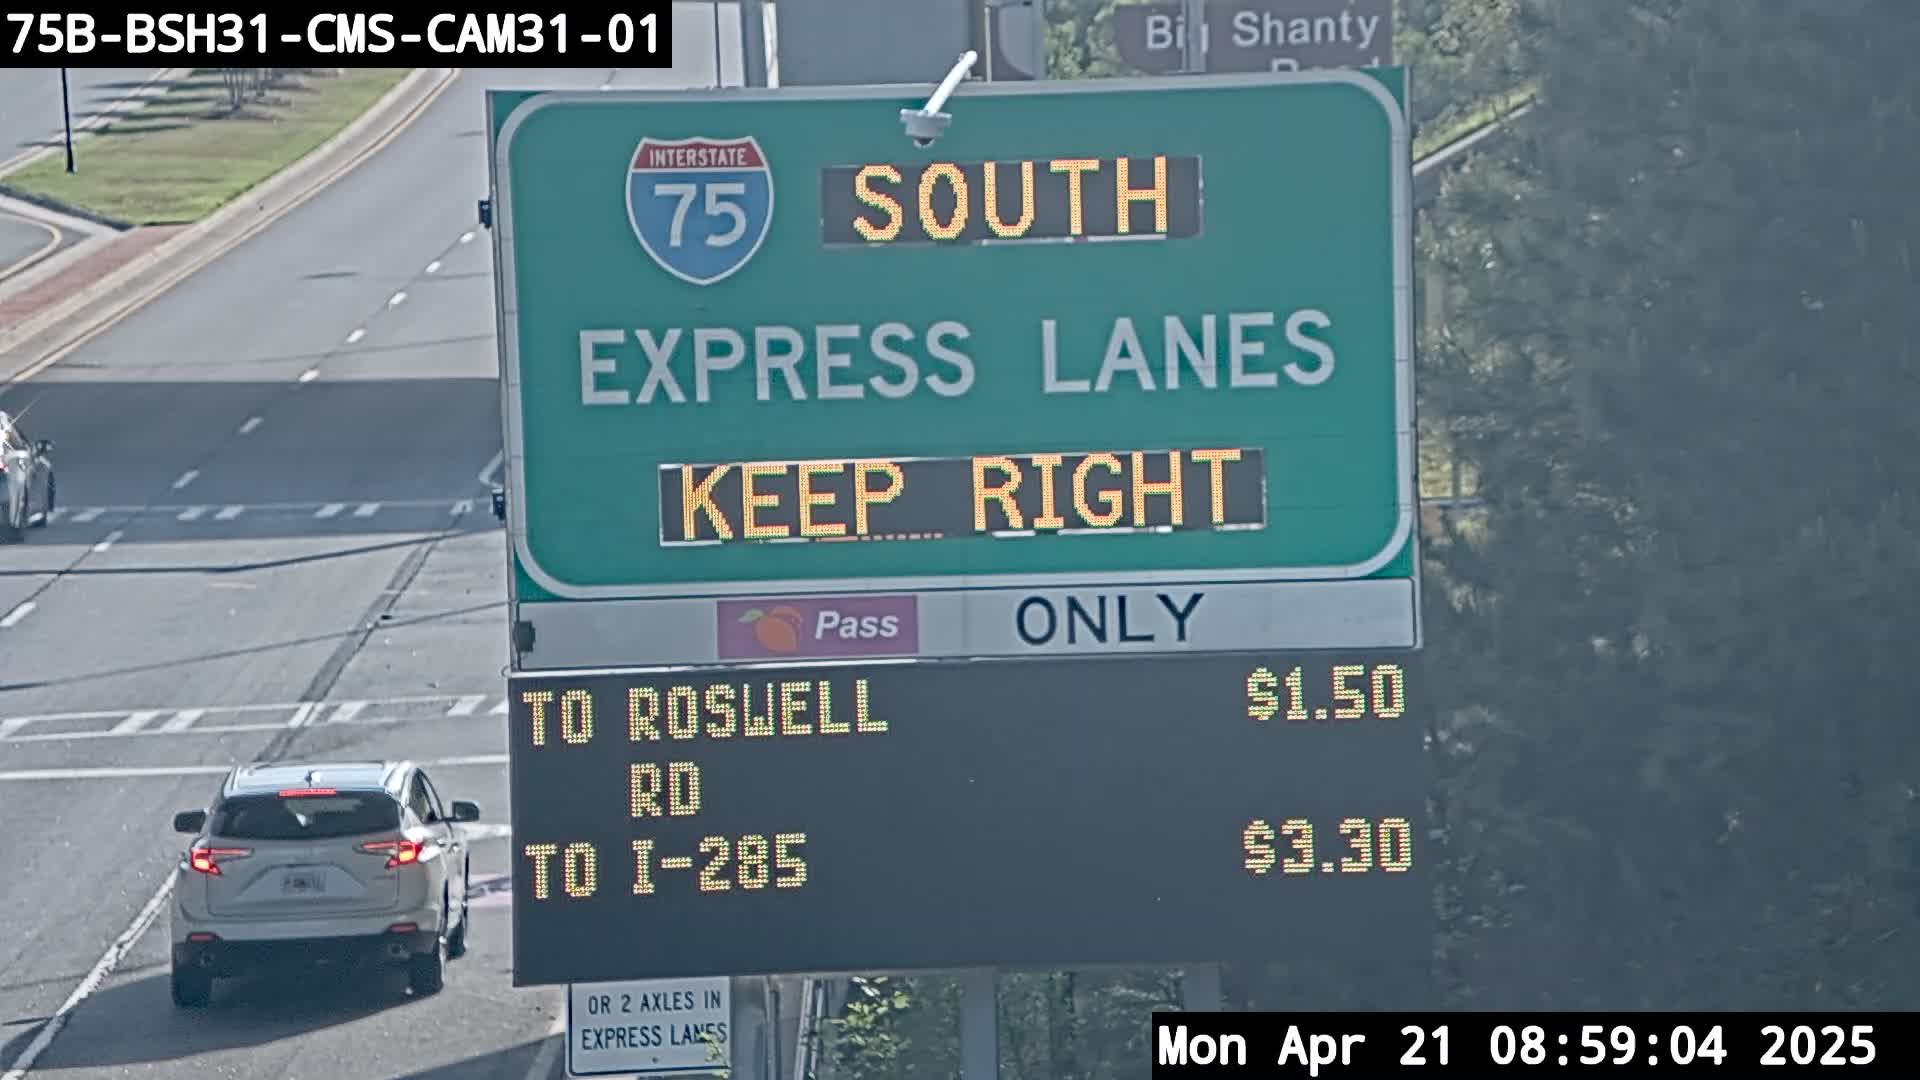 75B-BSH31-CMS-CAM31-01
Big Shanty
Road
INTERSTATE
75
SOUTH
EXPRESS LANES
KEEP RIGHT
Pass
ONLY
TO ROSWELL $1.50
RD
TO I-285 $3.30
OR 2 AXLES IN
EXPRESS LANES
Mon Apr 21 08:59:04 2025